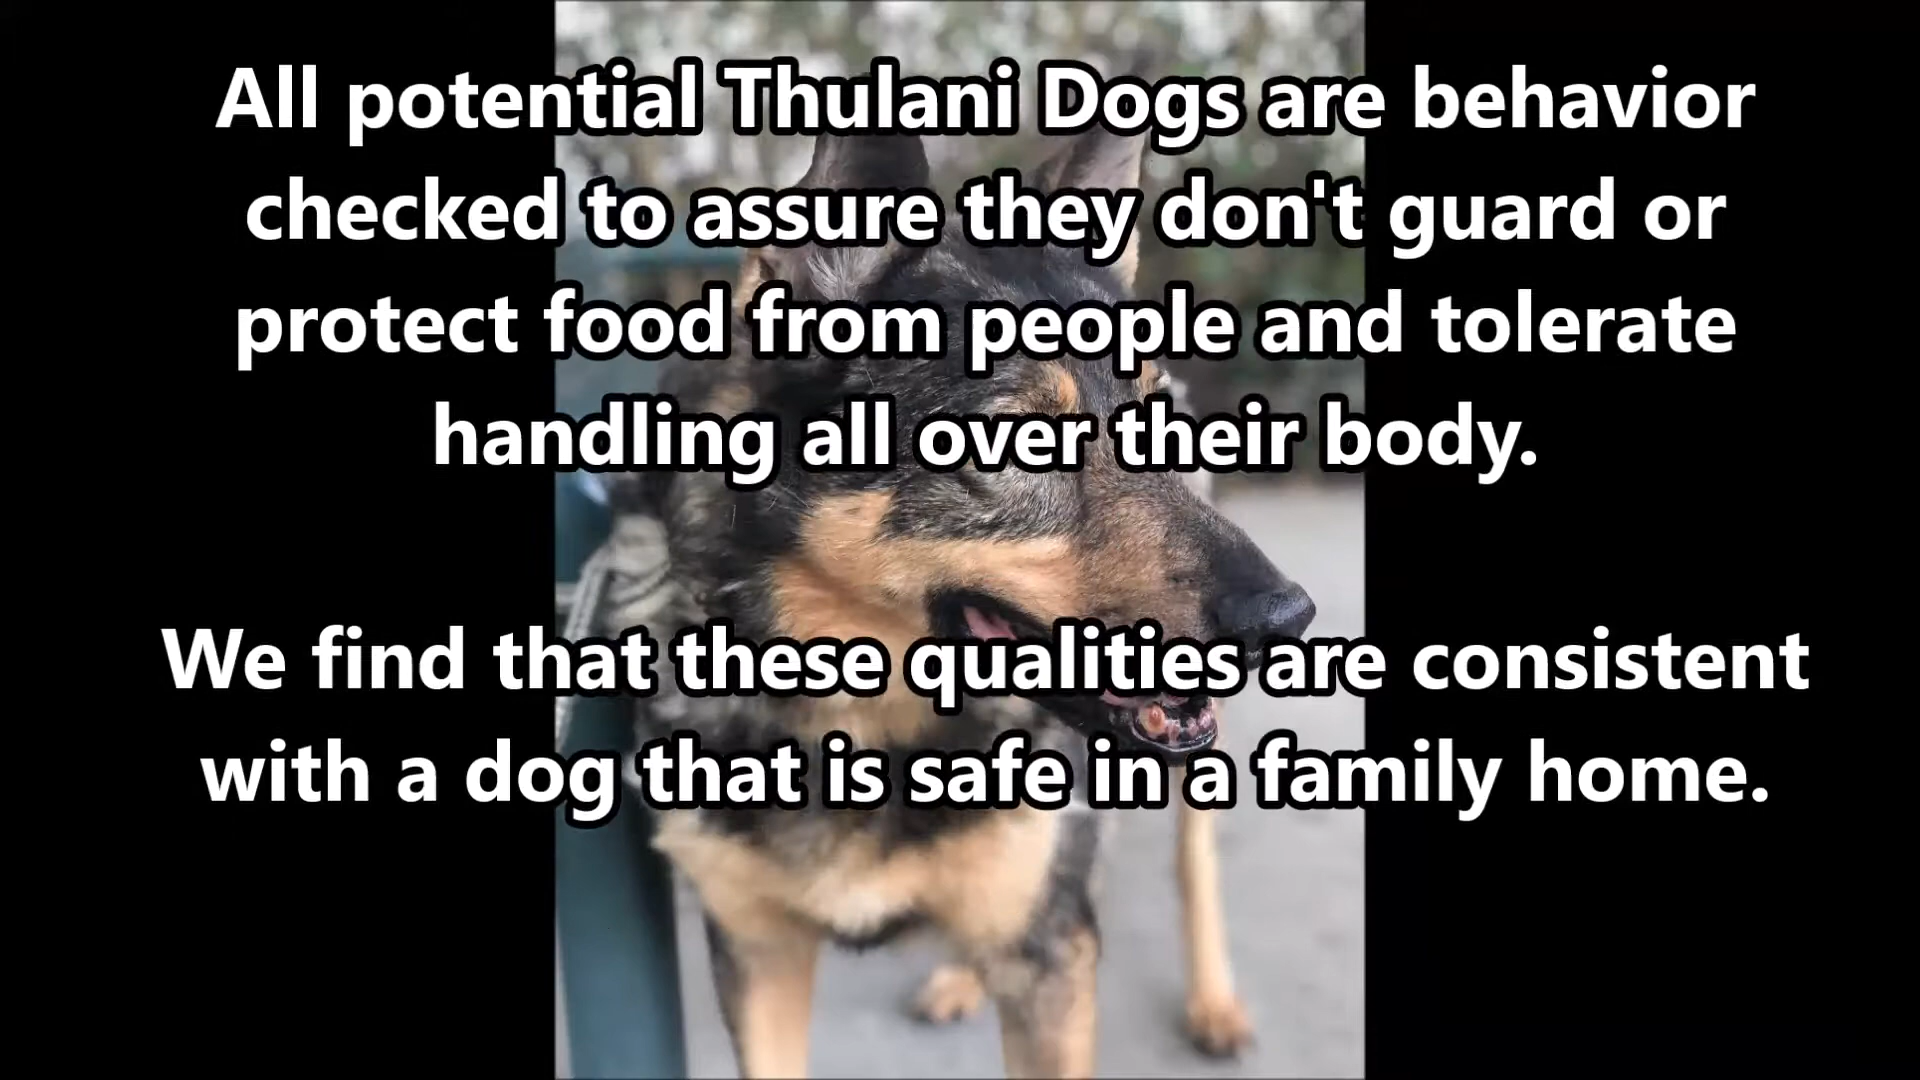 All potential Thulani Dogs are behavior
checked to assure they don't guard or
protect food from people and tolerate
handling all over their body.
We find that these qualities are consistent
with a dog that is safe in a family home.